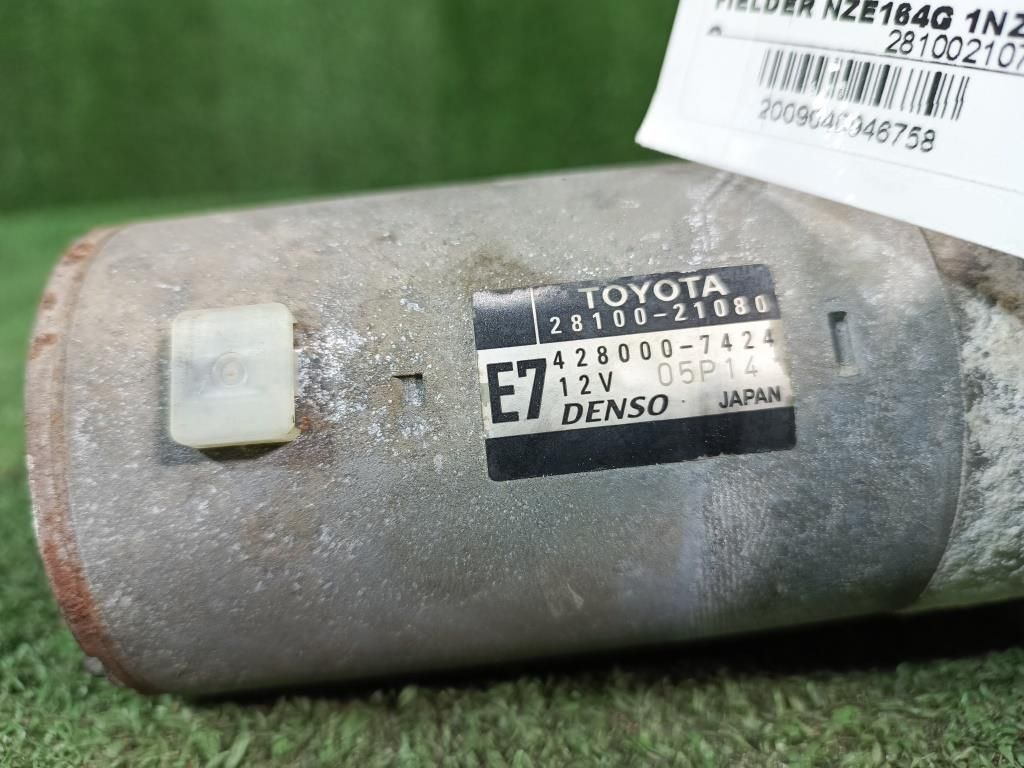 FIELDER NZE164G 1NZ
281002107
2009040046758
TOYOTA
28100-21080
428000-7424
E7
12V 05P14
DENSO JAPAN